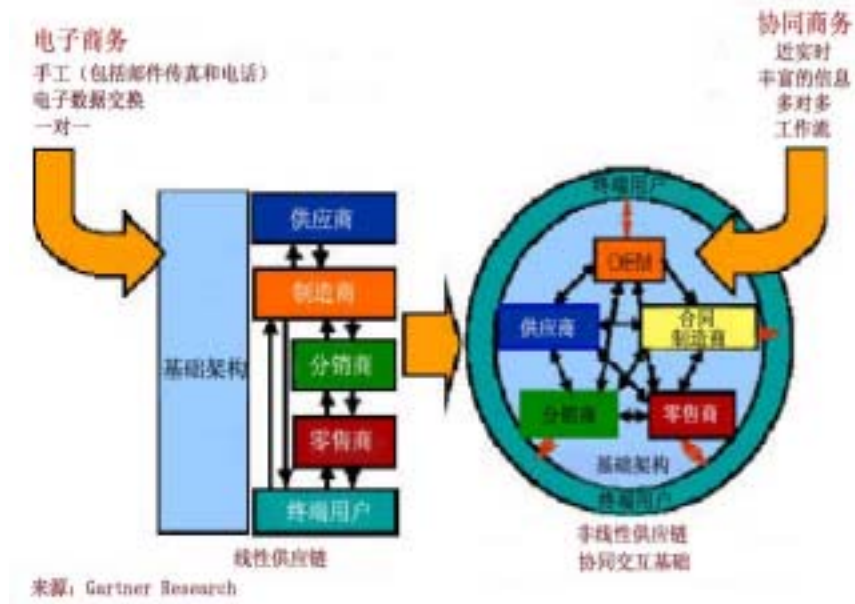 电子商务
手工（包括邮件传真和电话）
电子数据交换
一对一
协同商务
近实时
丰富的信息
多对多
工作流
基础架构
供应商
制造商
分销商
零售商
终端用户
线性供应链
终端用户
OEM
供应商
合同
制造商
分销商
零售商
基础架构
终端用户
非线性供应链
协同交互基础
来源：Gartner Research